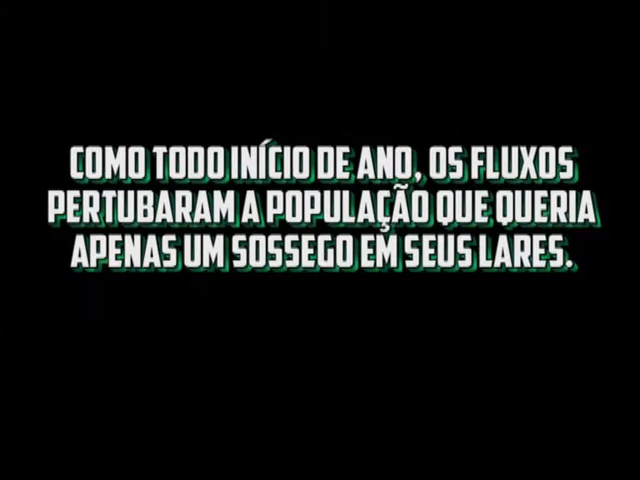 COMO TODO INÍCIO DE ANO, OS FLUXOS
PERTUBARAM A POPULAÇÃO QUE QUERIA
APENAS UM SOSSEGO EM SEUS LARES.